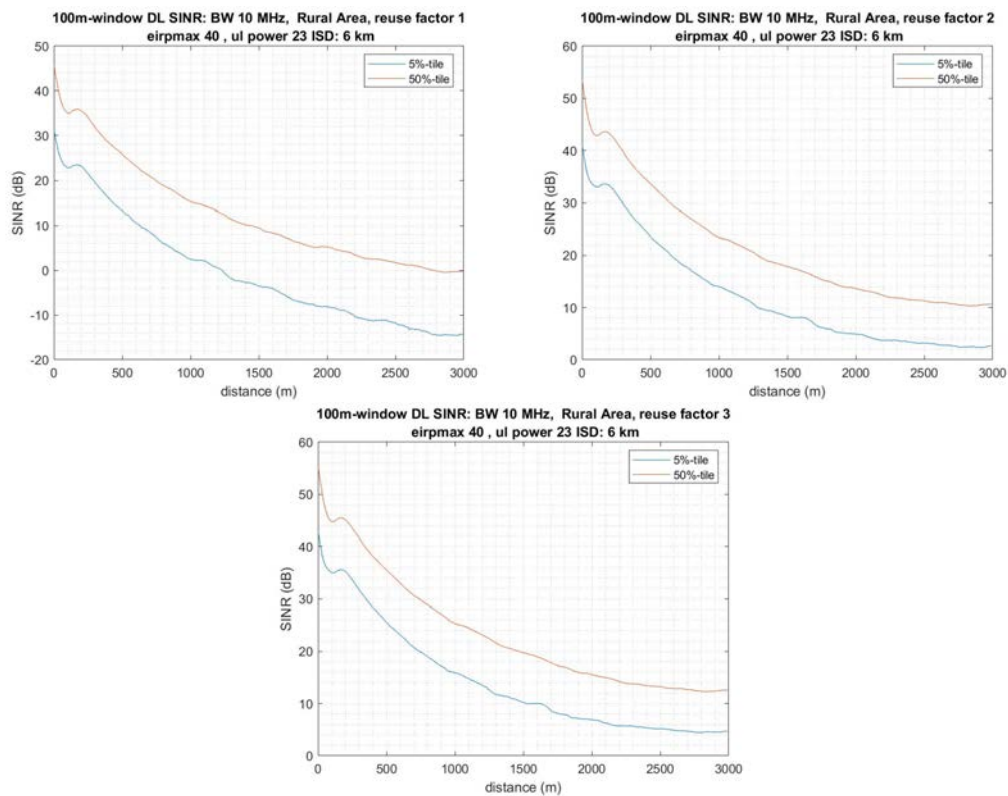 100m-window DL SINR: BW 10 MHz, Rural Area, reuse factor 1
eirpmax 40 , ul power 23 ISD: 6 km
50
40
30
20
10
0
-10
-20
SINR (dB)
5%-tile
50%-tile
0 500 1000 1500 2000 2500 3000
distance (m)
100m-window DL SINR: BW 10 MHz, Rural Area, reuse factor 2
eirpmax 40 , ul power 23 ISD: 6 km
60
50
40
30
20
10
0
SINR (dB)
5%-tile
50%-tile
0 500 1000 1500 2000 2500 3000
distance (m)
100m-window DL SINR: BW 10 MHz, Rural Area, reuse factor 3
eirpmax 40 , ul power 23 ISD: 6 km
60
50
40
30
20
10
0
SINR (dB)
5%-tile
50%-tile
0 500 1000 1500 2000 2500 3000
distance (m)